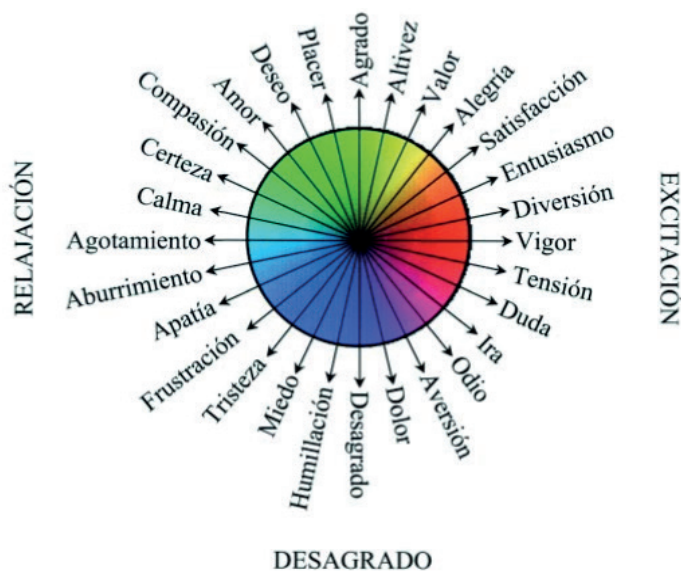 Agrado
Altivez
Valor
Alegría
Satisfacción
Entusiasmo
Diversión
Vigor
Tensión
Duda
Ira
Odio
Aversión
Dolor
Desagrado
Humillación
Miedo
Tristeza
Frustración
Apatía
Aburrimiento
Agotamiento
Calma
Certeza
Compasión
Amor
Deseo
Placer
RELAJACIÓN
EXCITACIÓN
DESAGRADO